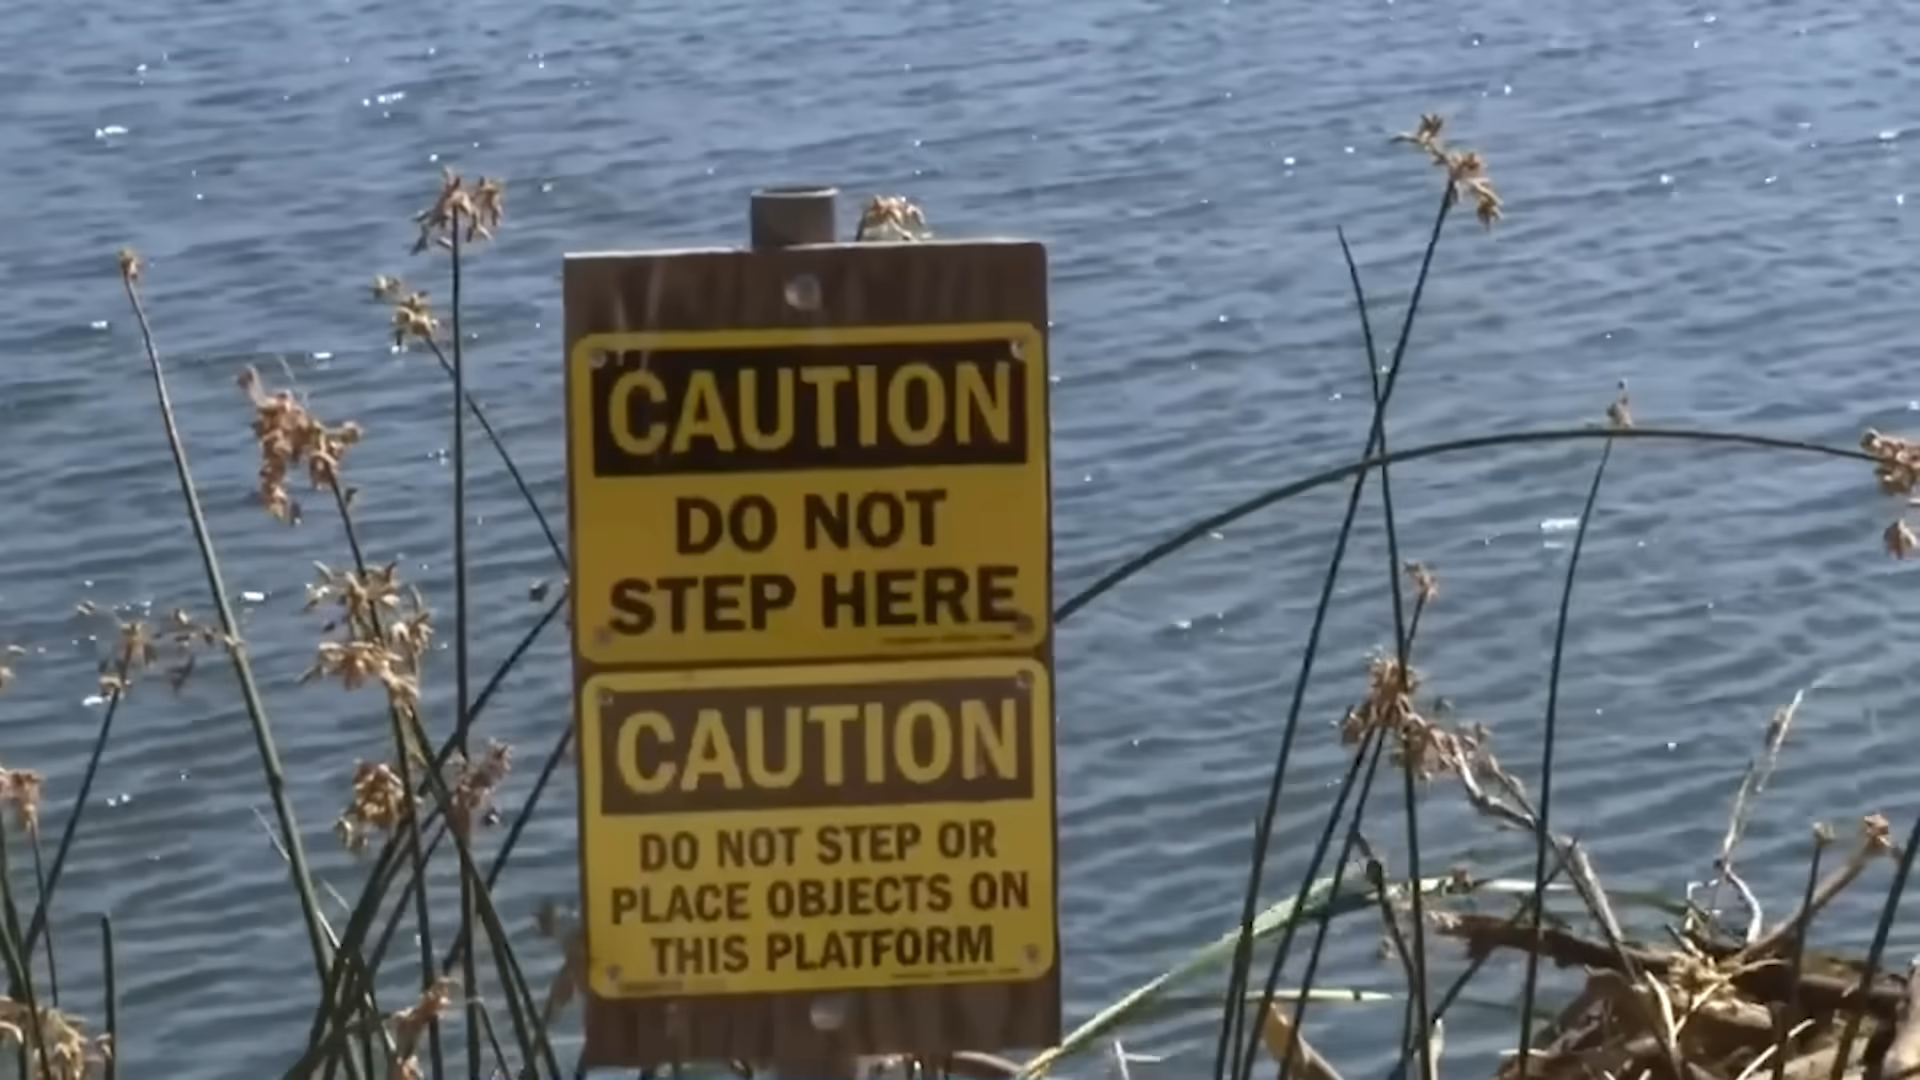 CAUTION
DO NOT
STEP HERE
CAUTION
DO NOT STEP OR
PLACE OBJECTS ON
THIS PLATFORM